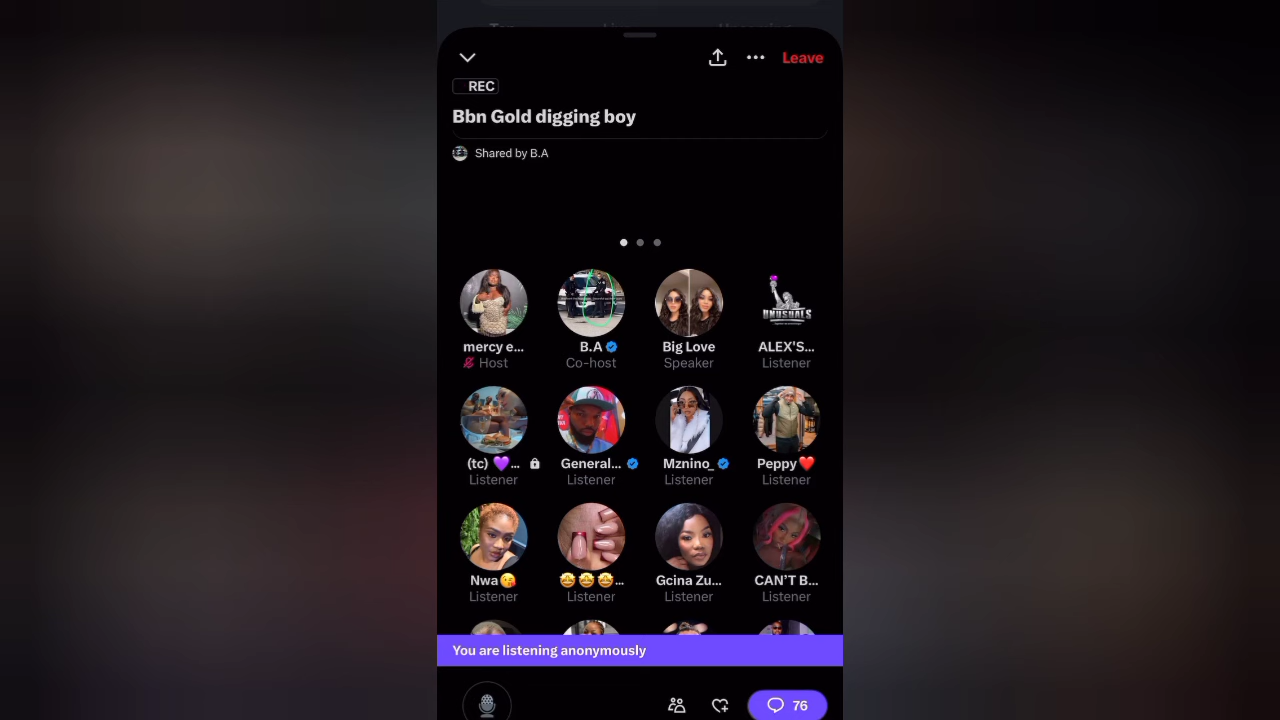 Leave
REC
Bbn Gold digging boy
Shared by B.A
mercy e... B.A Big Love ALEX'S...
Host Co-host Speaker Listener
UNUSUALS
(tc) 💜... General... Mznino_ Peppy❤️
Listener Listener Listener Listener
Nwa😘 🤩🤩🤩... Gcina Zu... CAN'T B...
Listener Listener Listener Listener
You are listening anonymously
76